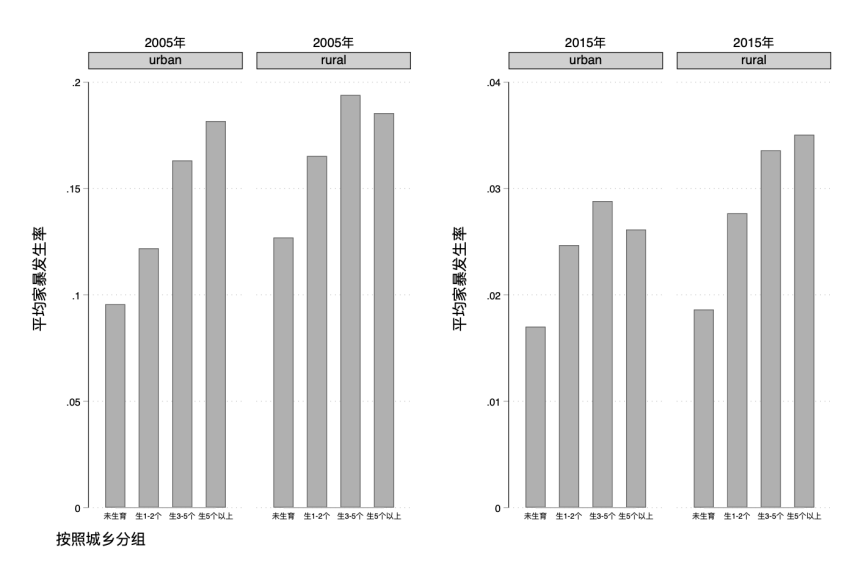 2005年
2005年
urban
rural
.2
.15
.1
.05
0
平均家暴发生率
未生育 生1-2个 生3-5个 生5个以上
未生育 生1-2个 生3-5个 生5个以上
按照城乡分组
2015年
2015年
urban
rural
.04
.03
.02
.01
0
平均家暴发生率
未生育 生1-2个 生3-5个 生5个以上
未生育 生1-2个 生3-5个 生5个以上